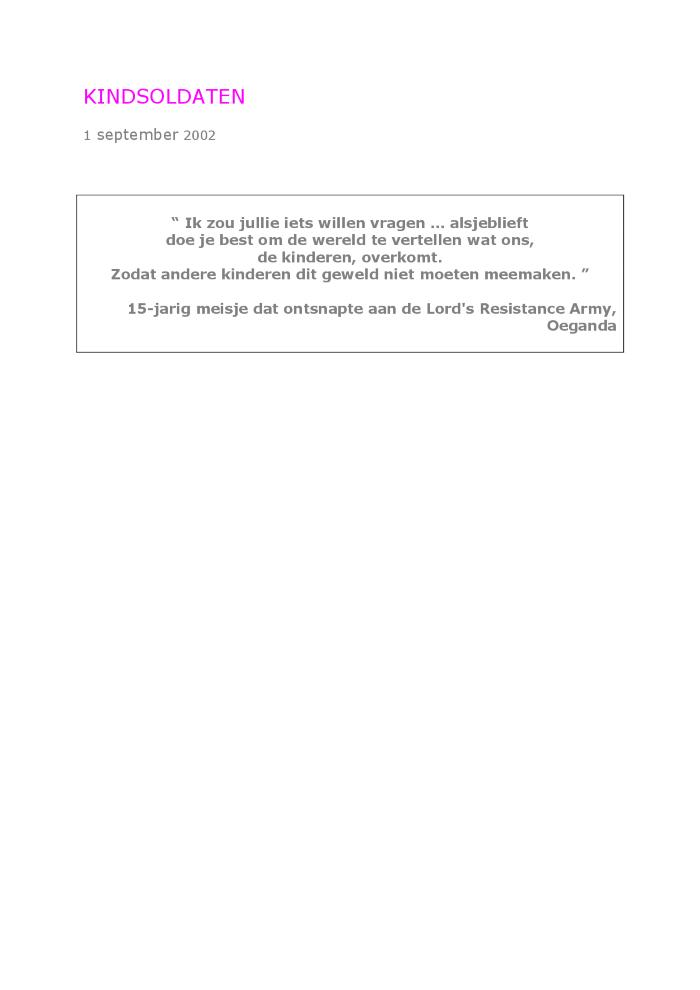 KINDSOLDATEN
1 september 2002
“ Ik zou jullie iets willen vragen ... alsjeblieft
doe je best om de wereld te vertellen wat ons,
de kinderen, overkomt.
Zodat andere kinderen dit geweld niet moeten meemaken. ”
15-jarig meisje dat ontsnapte aan de Lord's Resistance Army,
Oeganda